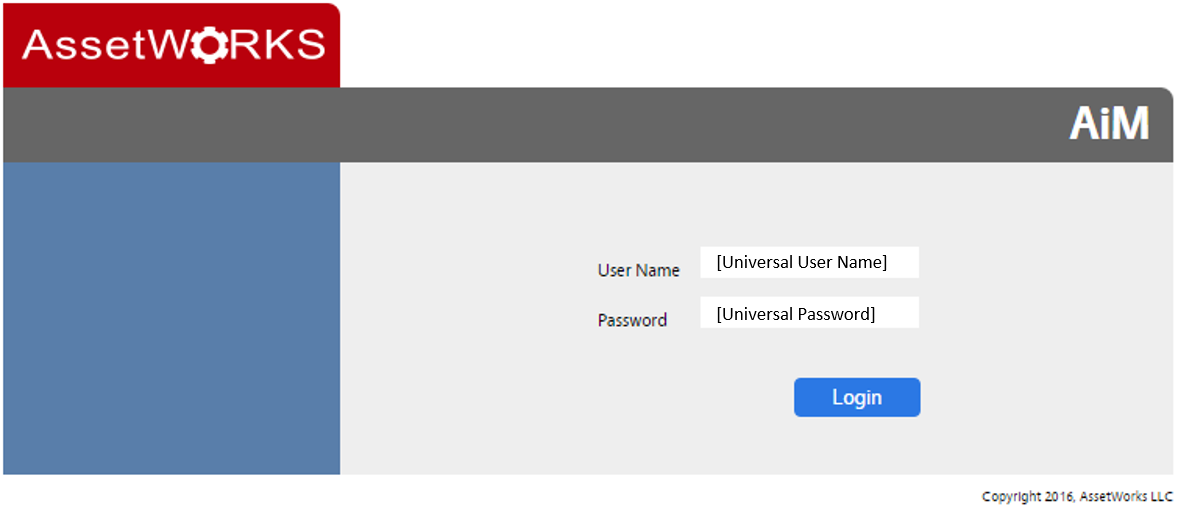 AssetWORKS
AiM
User Name [Universal User Name]
Password [Universal Password]
Login
Copyright 2016, AssetWorks LLC